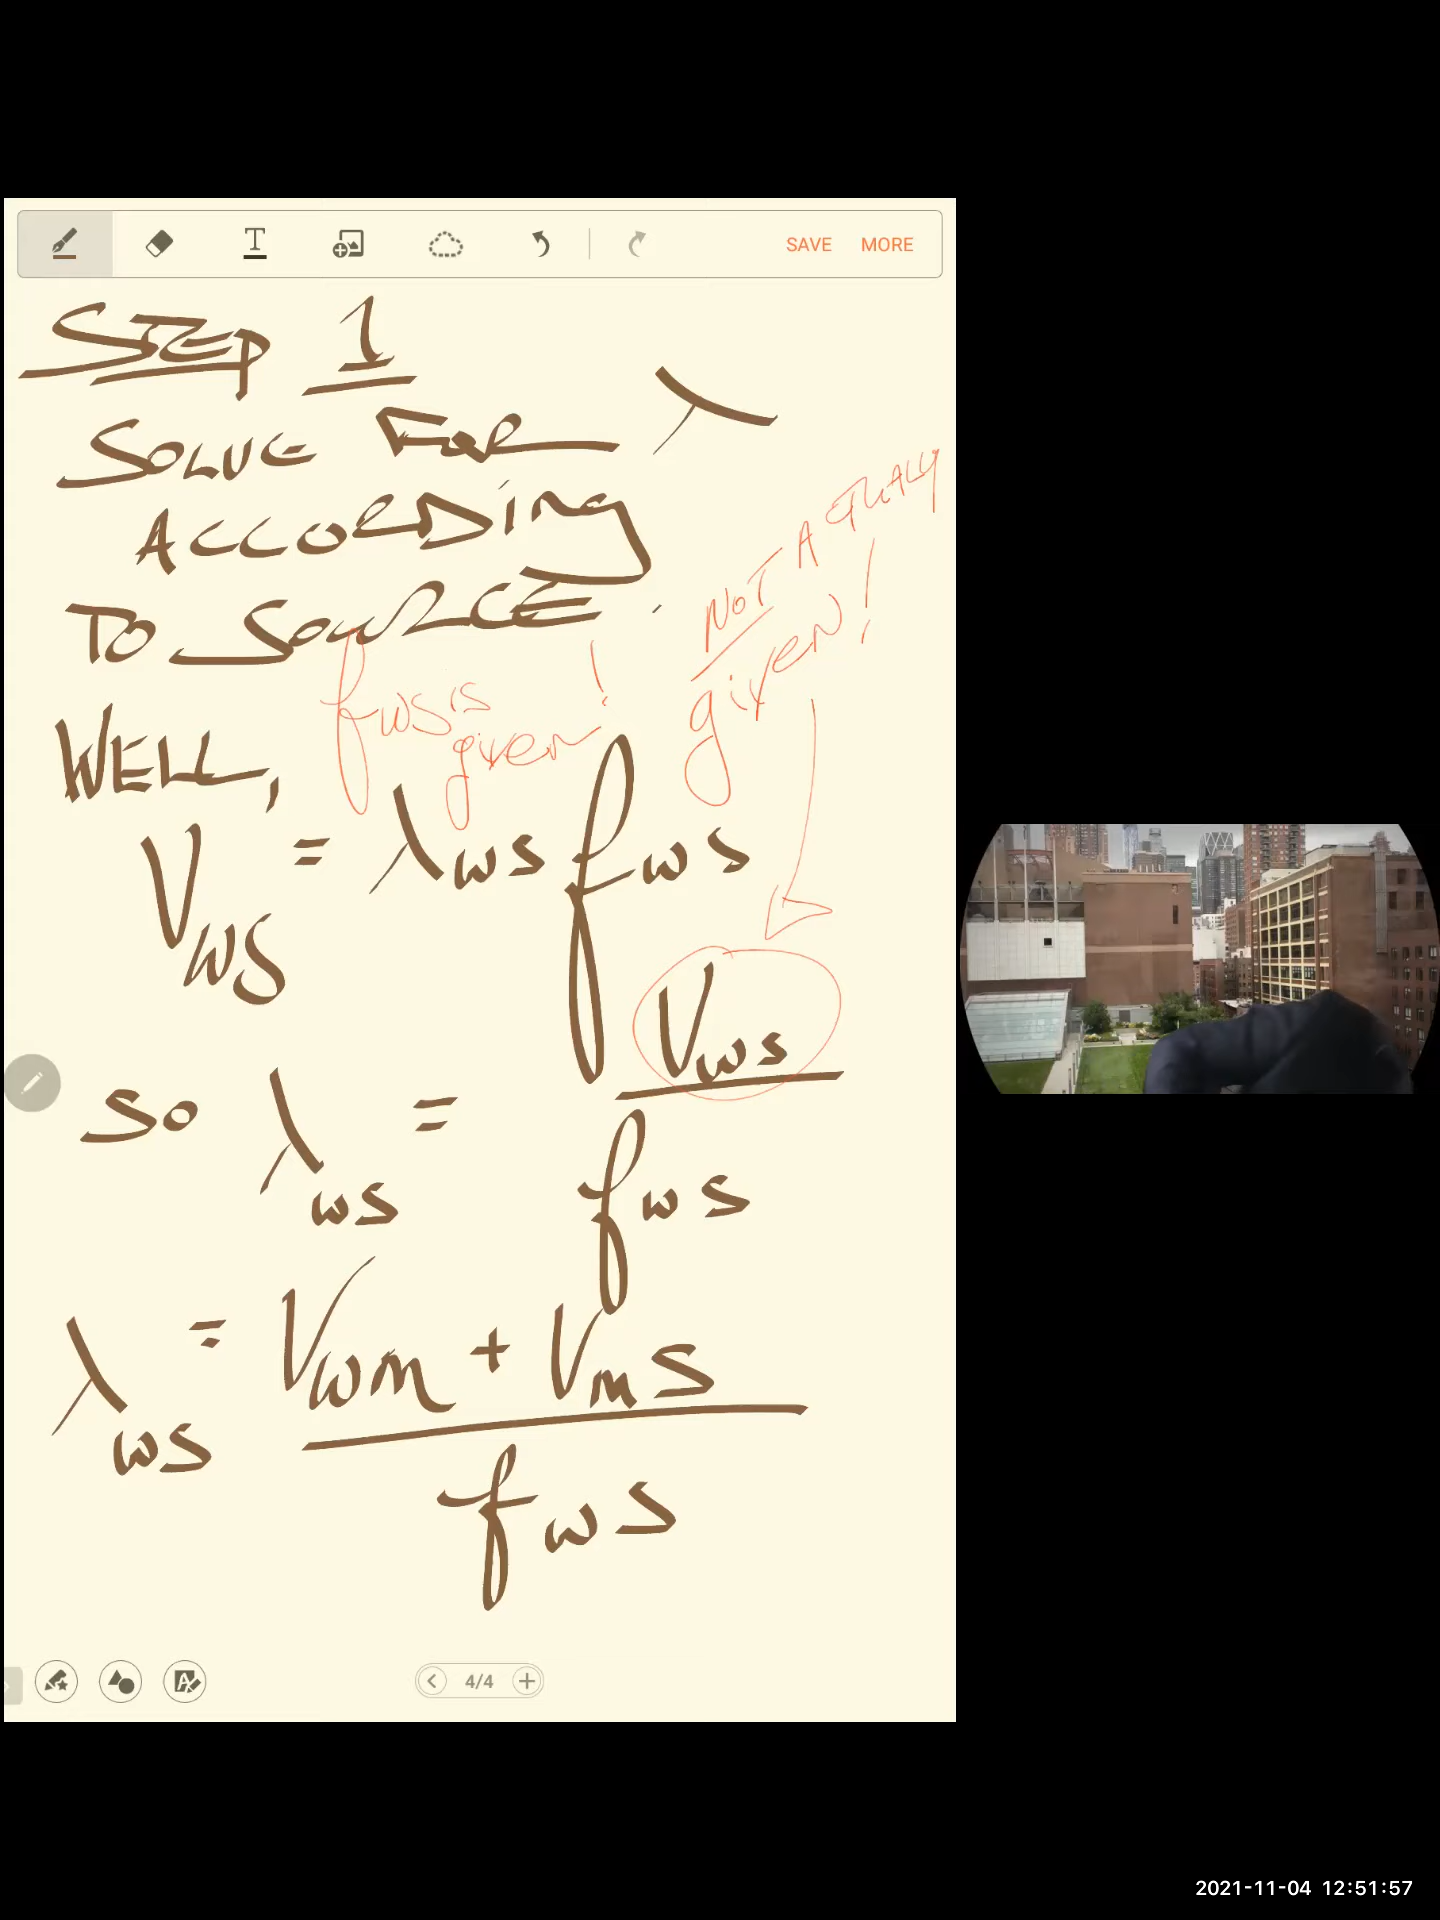 T
SAVE MORE
STEP 1
SOLVE FOR λ
ACCORDING
TO SOURCE.
NOT ACTUALLY
given!
fws is
given!
WELL,
Vws = λws fws
so λws = Vws / fws
λws = Vwm + Vms / fws
4/4
2021-11-04 12:51:57